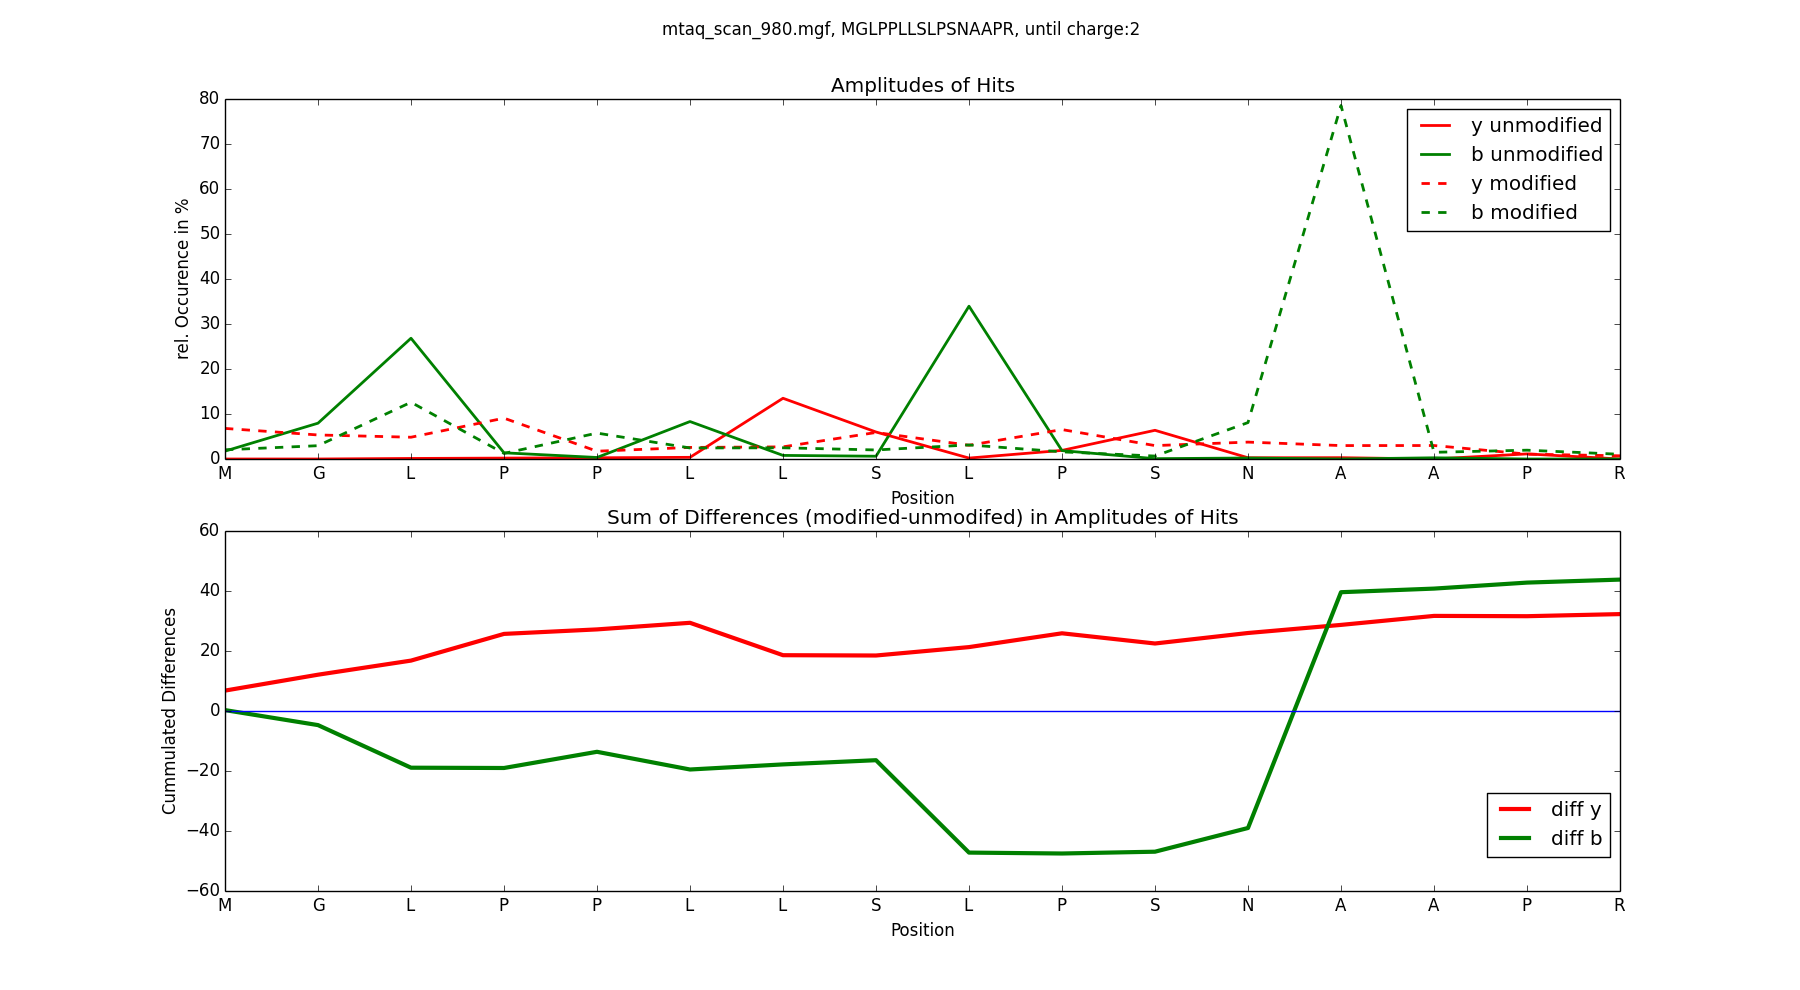 mtaq_scan_980.mgf, MGLPPLLSLPSNAAPR, until charge:2
Amplitudes of Hits
80
70
60
50
40
30
20
10
0
rel. Occurence in %
y unmodified
b unmodified
y modified
b modified
M G L P P L L S L P S N A A P R
Position
Sum of Differences (modified-unmodifed) in Amplitudes of Hits
60
40
20
0
−20
−40
−60
Cummulated Differences
diff y
diff b
M G L P P L L S L P S N A A P R
Position